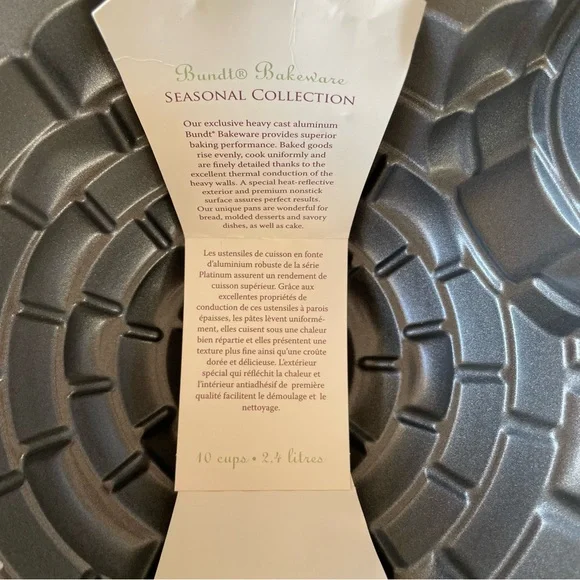 Bundt® Bakeware
SEASONAL COLLECTION
Our exclusive heavy cast aluminum
Bundt® Bakeware provides superior
baking performance. Baked goods
rise evenly, cook uniformly and
are finely detailed thanks to the
excellent thermal conduction of the
heavy walls. A special heat-reflective
exterior and premium nonstick
surface assures perfect results.
Our unique pans are wonderful for
bread, molded desserts and savory
dishes, as well as cake.
Les ustensiles de cuisson en fonte
d'aluminium robuste de la série
Platinum assurent un rendement de
cuisson supérieur. Grâce aux
excellentes propriétés de
conduction de ces ustensiles à parois
épaisses, les pâtes lèvent uniformé-
ment, elles cuisent sous une chaleur
bien répartie et elles présentent une
texture plus fine ainsi qu'une croûte
dorée et délicieuse. L'extérieur
spécial qui réfléchit la chaleur et
l'intérieur antiadhésif de première
qualité facilitent le démoulage et le
nettoyage.
10 cups • 2.4 litres